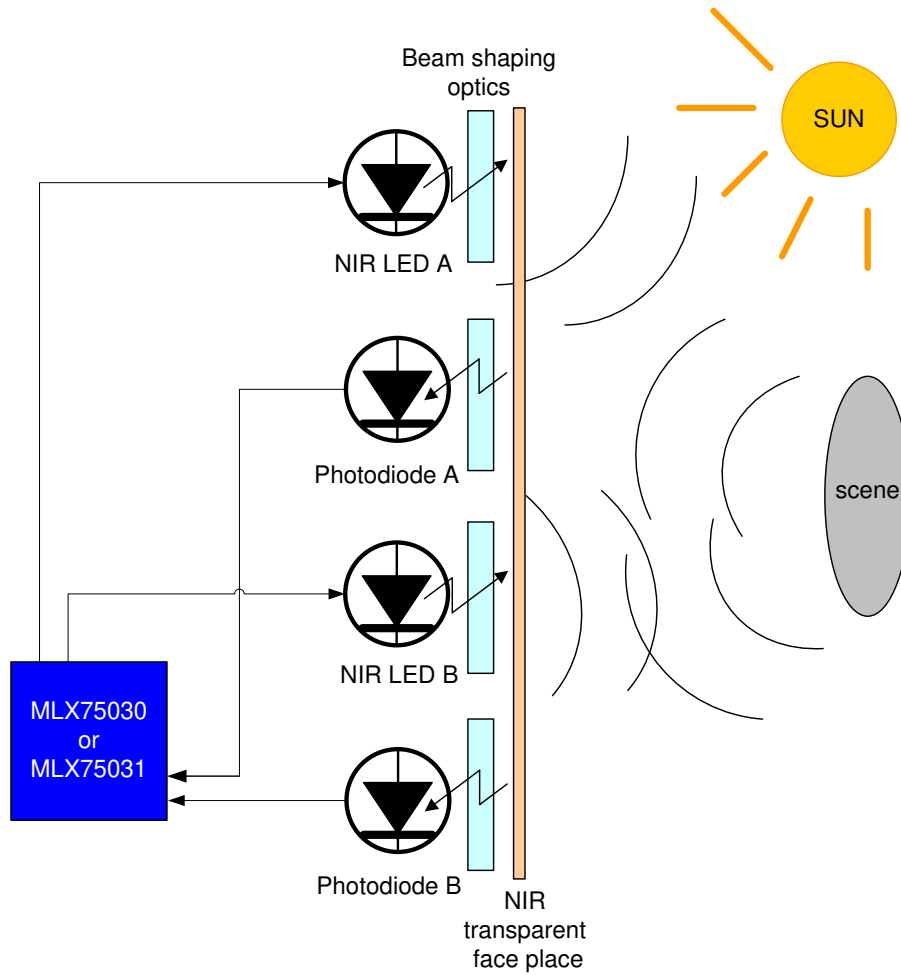 Beam shaping
optics
SUN
NIR LED A
Photodiode A
scene
NIR LED B
MLX75030
or
MLX75031
Photodiode B
NIR
transparent
face place